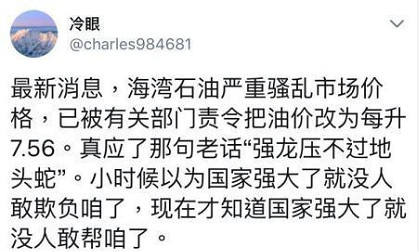 冷眼
@charles984681
最新消息，海湾石油严重骚乱市场价
格，已被有关部门责令把油价改为每升
7.56。真应了那句老话“强龙压不过地
头蛇”。小时候以为国家强大了就没人
敢欺负咱了，现在才知道国家强大了就
没人敢帮咱了。